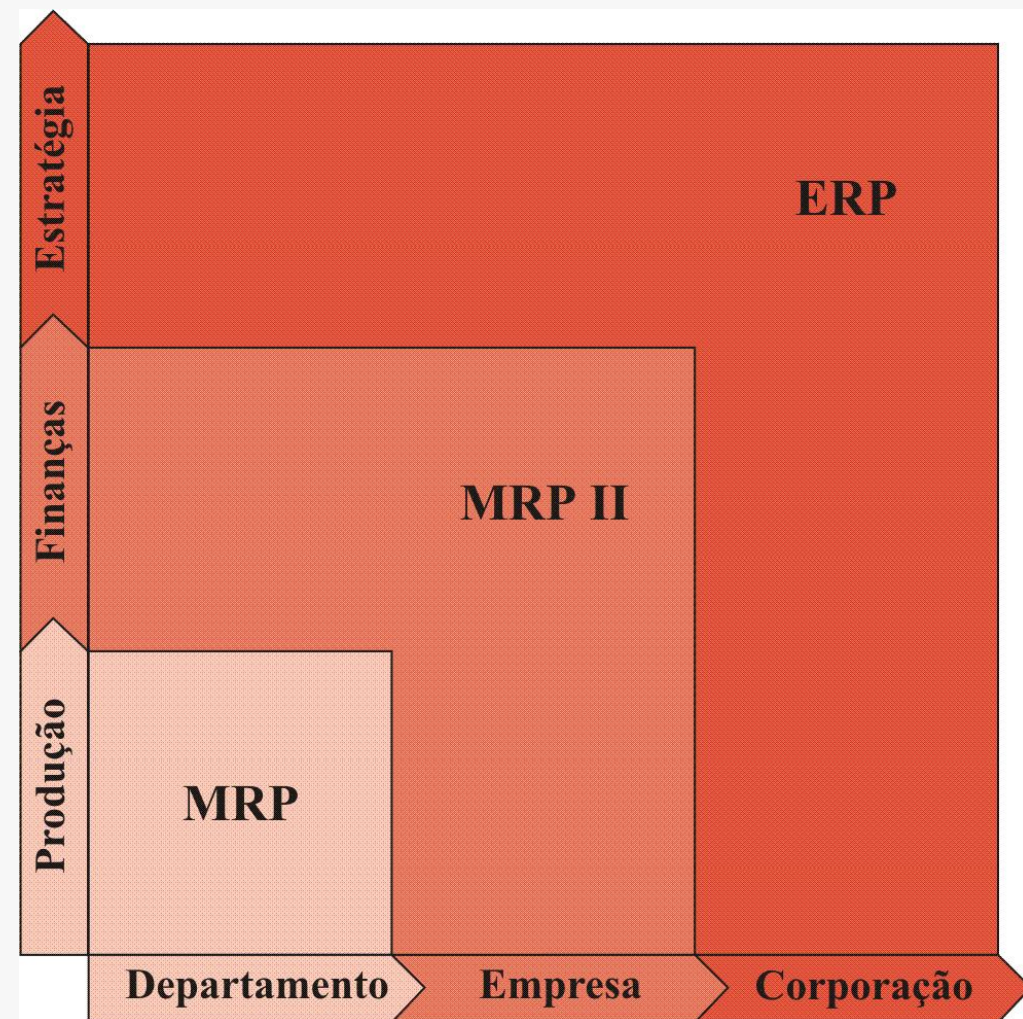 Estratégia
ERP
Finanças
MRP II
Produção
MRP
Departamento
Empresa
Corporação